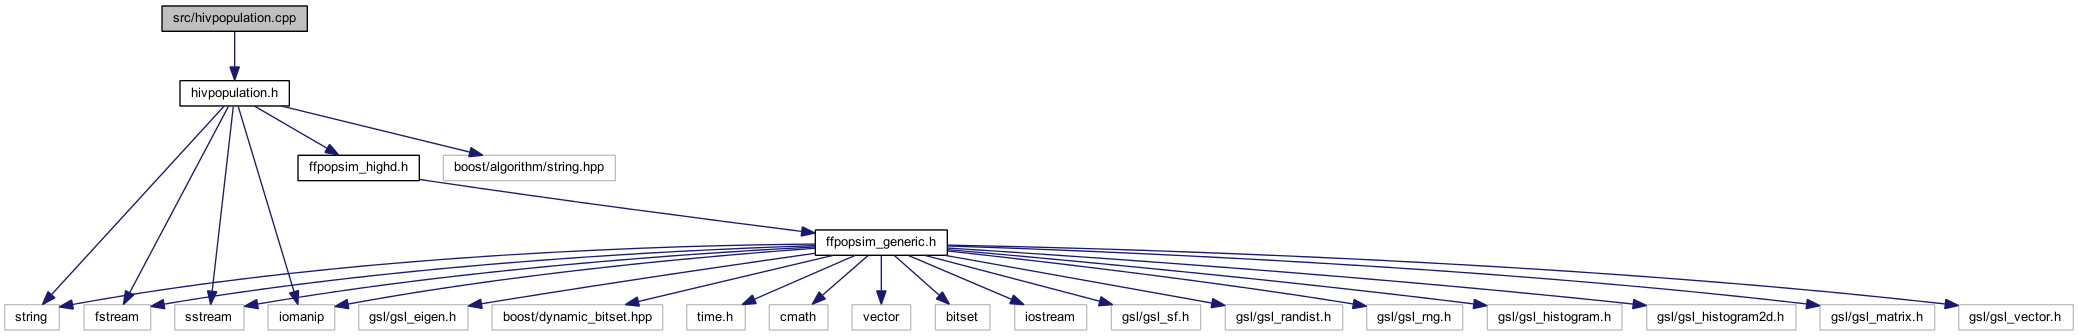 src/hivpopulation.cpp
hivpopulation.h
ffpopsim_highd.h
boost/algorithm/string.hpp
ffpopsim_generic.h
string
fstream
sstream
iomanip
gsl/gsl_eigen.h
boost/dynamic_bitset.hpp
time.h
cmath
vector
bitset
iostream
gsl/gsl_sf.h
gsl/gsl_randist.h
gsl/gsl_rng.h
gsl/gsl_histogram.h
gsl/gsl_histogram2d.h
gsl/gsl_matrix.h
gsl/gsl_vector.h